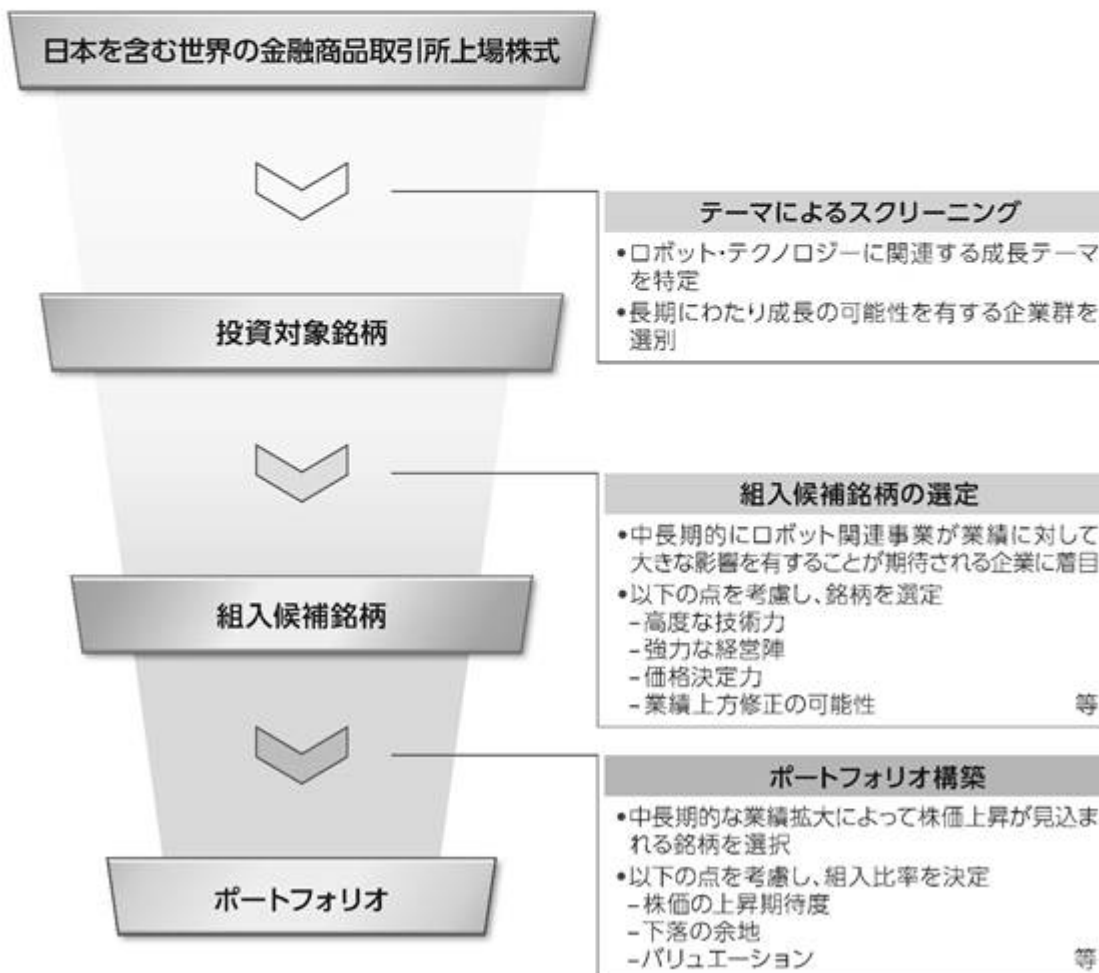 日本を含む世界の金融商品取引所上場株式
テーマによるスクリーニング
•ロボット・テクノロジーに関連する成長テーマ
を特定
•長期にわたり成長の可能性を有する企業群を
選別
投資対象銘柄
組入候補銘柄の選定
•中長期的にロボット関連事業が業績に対して
大きな影響を有することが期待される企業に着目
•以下の点を考慮し、銘柄を選定
−高度な技術力
−強力な経営陣
−価格決定力
−業績上方修正の可能性 等
組入候補銘柄
ポートフォリオ構築
•中長期的な業績拡大によって株価上昇が見込ま
れる銘柄を選択
•以下の点を考慮し、組入比率を決定
−株価の上昇期待度
−下落の余地
−バリュエーション 等
ポートフォリオ